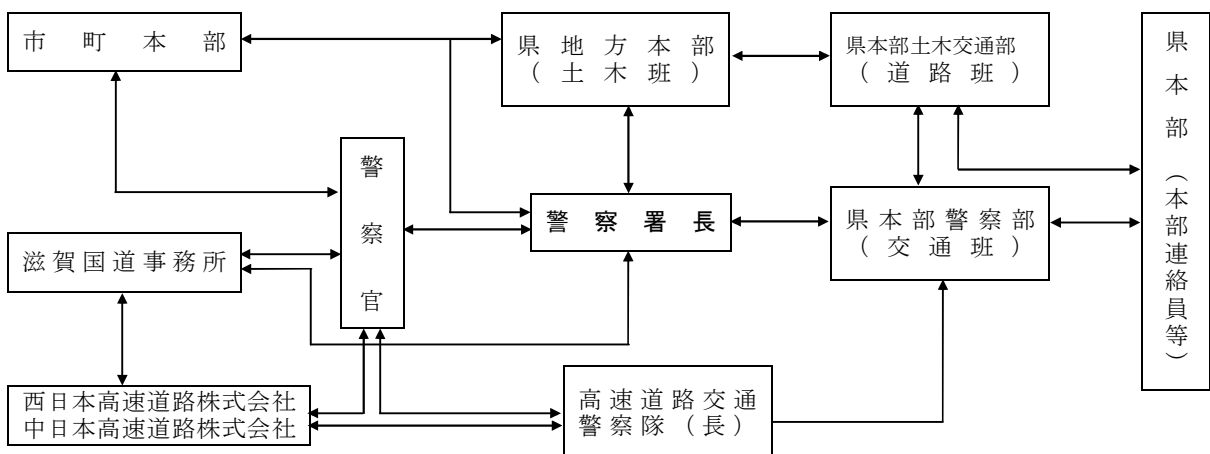 市町本部
県地方本部
(土木班)
県本部土木交通部
(道路班)
県本部(本部連絡員等)
警察官
警察署長
県本部警察部
(交通班)
滋賀国道事務所
西日本高速道路株式会社
中日本高速道路株式会社
高速道路交通
警察隊(長)